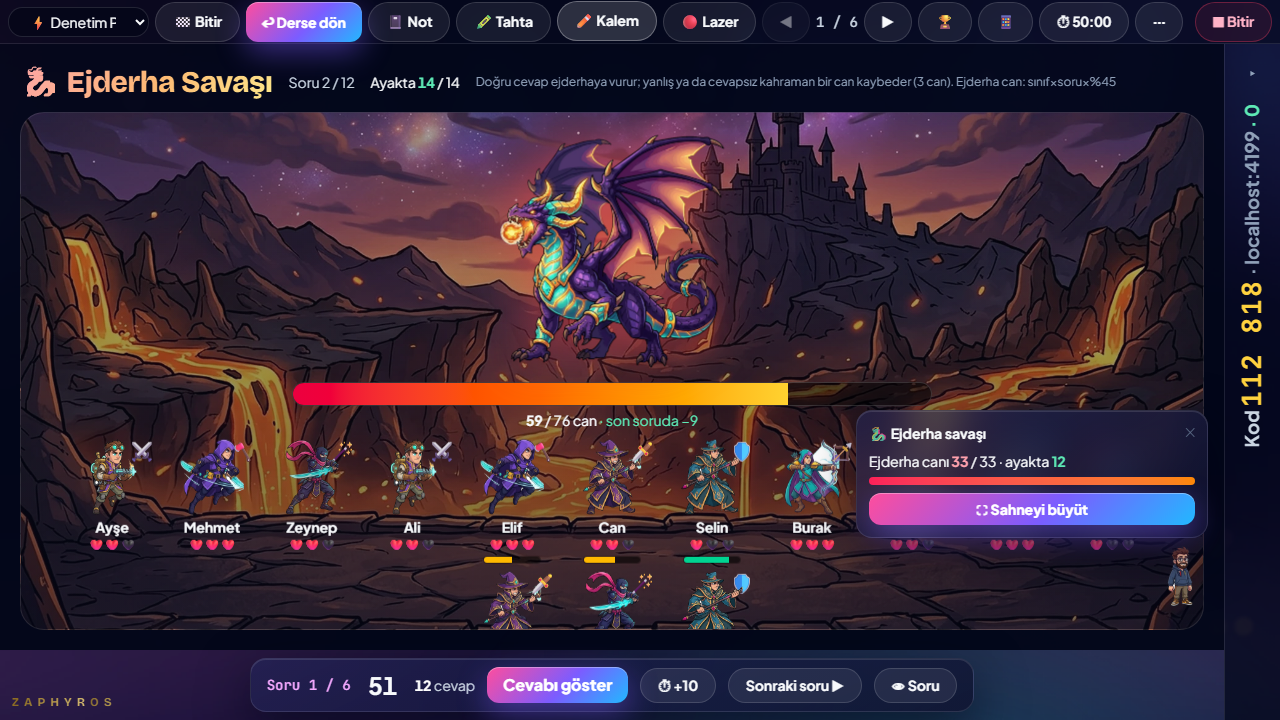 Denetim F
Bitir
Derse dön
Not
Tahta
Kalem
Lazer
1 / 6
50:00
Bitir
Ejderha Savaşı
Soru 2 / 12
Ayakta 14 / 14
Doğru cevap ejderhaya vurur; yanlış ya da cevapsız kahraman bir can kaybeder (3 can). Ejderha can: sınıf×soru×%45
59 / 76 can · son soruda −9
Ejderha savaşı
Ejderha canı 33 / 33 · ayakta 12
Sahneyi büyüt
Ayşe
Mehmet
Zeynep
Ali
Elif
Can
Selin
Burak
Kod 112 818 · localhost:4199 · 0
Soru 1 / 6
51
12 cevap
Cevabı göster
+10
Sonraki soru
Soru
ZAPHYROS